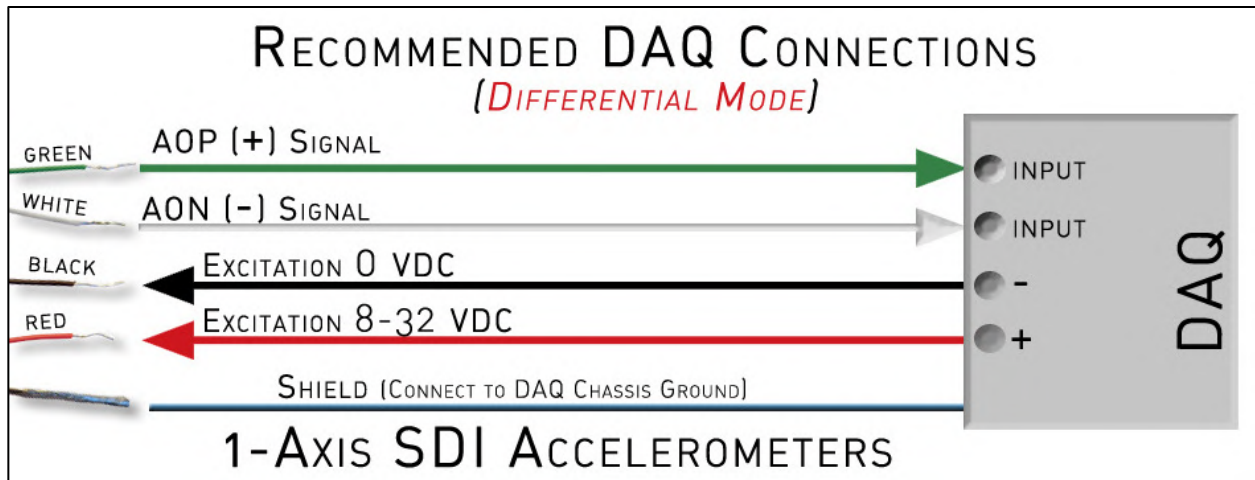 RECOMMENDED DAQ CONNECTIONS
(DIFFERENTIAL MODE)
GREEN
AOP (+) SIGNAL
INPUT
WHITE
AON (-) SIGNAL
INPUT
BLACK
EXCITATION 0 VDC
-
RED
EXCITATION 8-32 VDC
+
DAQ
SHIELD (CONNECT TO DAQ CHASSIS GROUND)
1-AXIS SDI ACCELEROMETERS